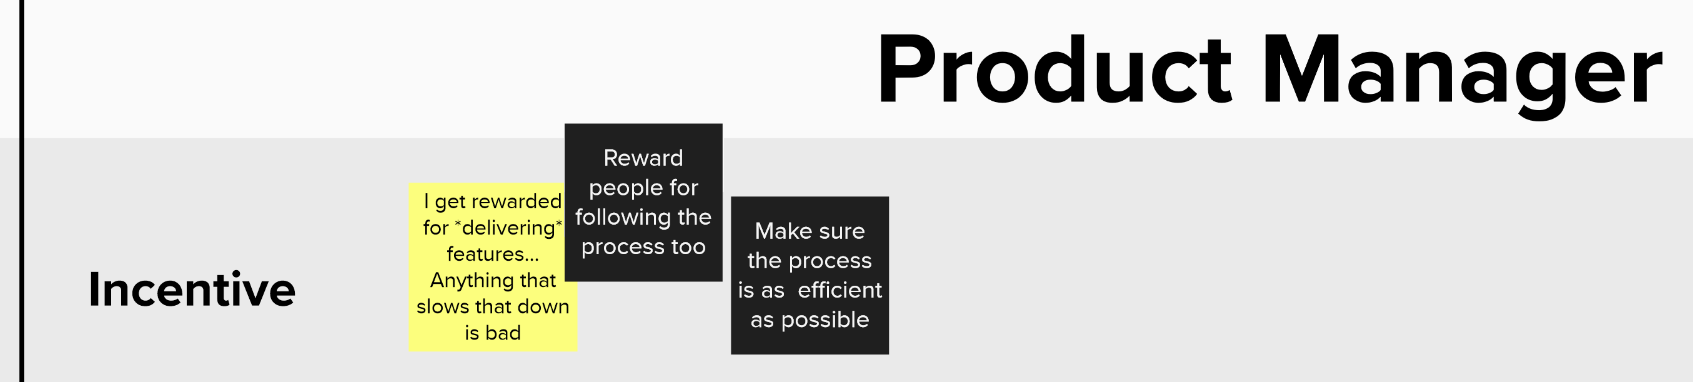 Product Manager
Incentive
I get rewarded
for *delivering*
features...
Anything that
slows that down
is bad
Reward
people for
following the
process too
Make sure
the process
is as  efficient
as possible